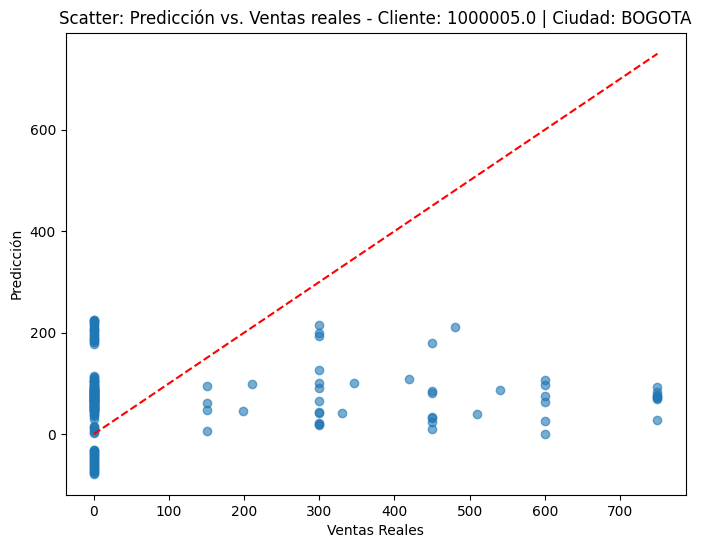 Scatter: Predicción vs. Ventas reales - Cliente: 1000005.0 | Ciudad: BOGOTA
Predicción
600
400
200
0
0 100 200 300 400 500 600 700
Ventas Reales